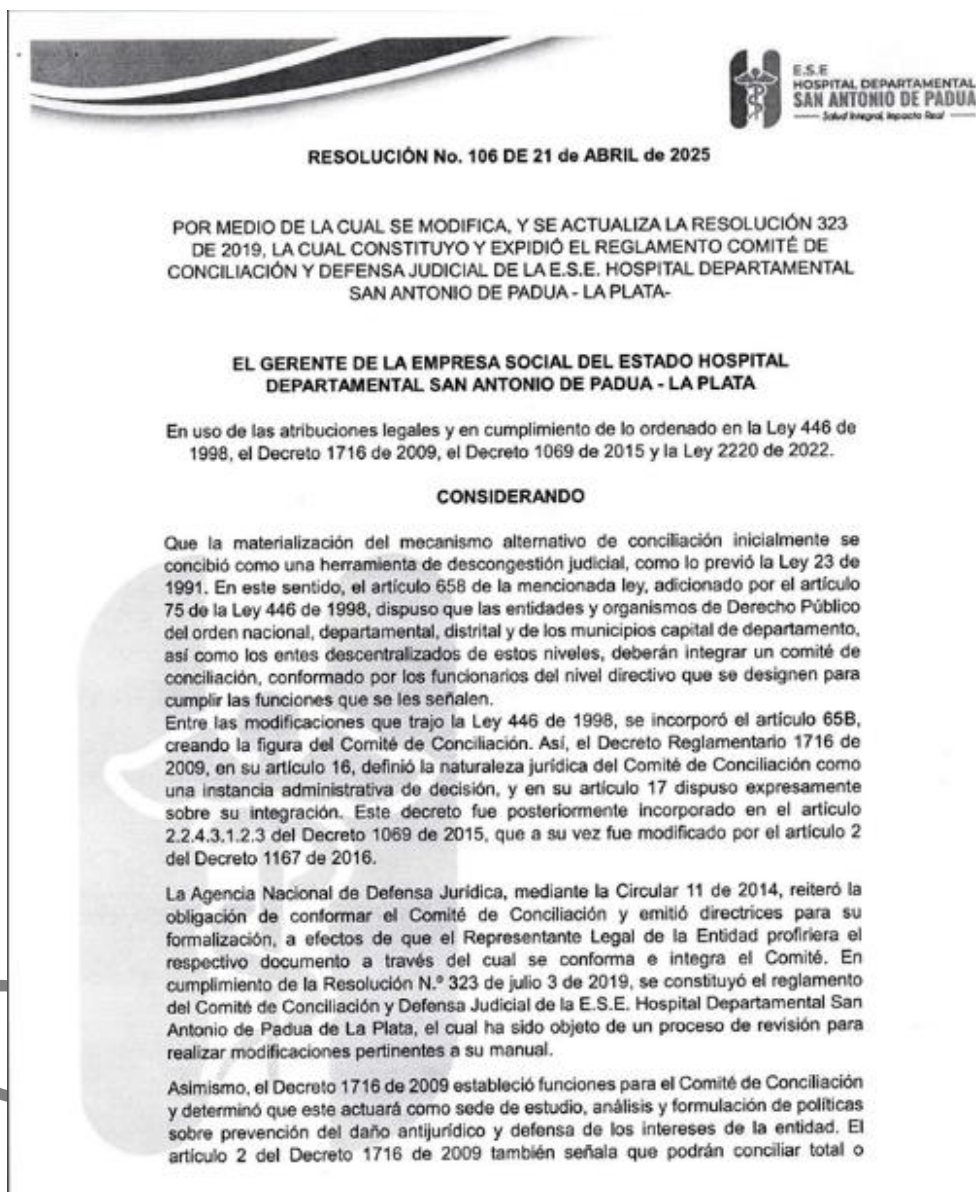 E.S.E
HOSPITAL DEPARTAMENTAL
SAN ANTONIO DE PADUA
Salud Integral, Impacto Real
RESOLUCIÓN No. 106 DE 21 de ABRIL de 2025
POR MEDIO DE LA CUAL SE MODIFICA, Y SE ACTUALIZA LA RESOLUCIÓN 323
DE 2019, LA CUAL CONSTITUYO Y EXPIDIÓ EL REGLAMENTO COMITÉ DE
CONCILIACIÓN Y DEFENSA JUDICIAL DE LA E.S.E. HOSPITAL DEPARTAMENTAL
SAN ANTONIO DE PADUA - LA PLATA-
EL GERENTE DE LA EMPRESA SOCIAL DEL ESTADO HOSPITAL
DEPARTAMENTAL SAN ANTONIO DE PADUA - LA PLATA
En uso de las atribuciones legales y en cumplimiento de lo ordenado en la Ley 446 de
1998, el Decreto 1716 de 2009, el Decreto 1069 de 2015 y la Ley 2220 de 2022.
CONSIDERANDO
Que la materialización del mecanismo alternativo de conciliación inicialmente se
concibió como una herramienta de descongestión judicial, como lo previó la Ley 23 de
1991. En este sentido, el artículo 658 de la mencionada ley, adicionado por el artículo
75 de la Ley 446 de 1998, dispuso que las entidades y organismos de Derecho Público
del orden nacional, departamental, distrital y de los municipios capital de departamento,
así como los entes descentralizados de estos niveles, deberán integrar un comité de
conciliación, conformado por los funcionarios del nivel directivo que se designen para
cumplir las funciones que se les señalen.
Entre las modificaciones que trajo la Ley 446 de 1998, se incorporó el artículo 65B,
creando la figura del Comité de Conciliación. Así, el Decreto Reglamentario 1716 de
2009, en su artículo 16, definió la naturaleza jurídica del Comité de Conciliación como
una instancia administrativa de decisión, y en su artículo 17 dispuso expresamente
sobre su integración. Este decreto fue posteriormente incorporado en el artículo
2.2.4.3.1.2.3 del Decreto 1069 de 2015, que a su vez fue modificado por el artículo 2
del Decreto 1167 de 2016.
La Agencia Nacional de Defensa Jurídica, mediante la Circular 11 de 2014, reiteró la
obligación de conformar el Comité de Conciliación y emitió directrices para su
formalización, a efectos de que el Representante Legal de la Entidad profiriera el
respectivo documento a través del cual se conforma e integra el Comité. En
cumplimiento de la Resolución N.º 323 de julio 3 de 2019, se constituyó el reglamento
del Comité de Conciliación y Defensa Judicial de la E.S.E. Hospital Departamental San
Antonio de Padua de La Plata, el cual ha sido objeto de un proceso de revisión para
realizar modificaciones pertinentes a su manual.
Asimismo, el Decreto 1716 de 2009 estableció funciones para el Comité de Conciliación
y determinó que este actuará como sede de estudio, análisis y formulación de políticas
sobre prevención del daño antijurídico y defensa de los intereses de la entidad. El
artículo 2 del Decreto 1716 de 2009 también señala que podrán conciliar total o